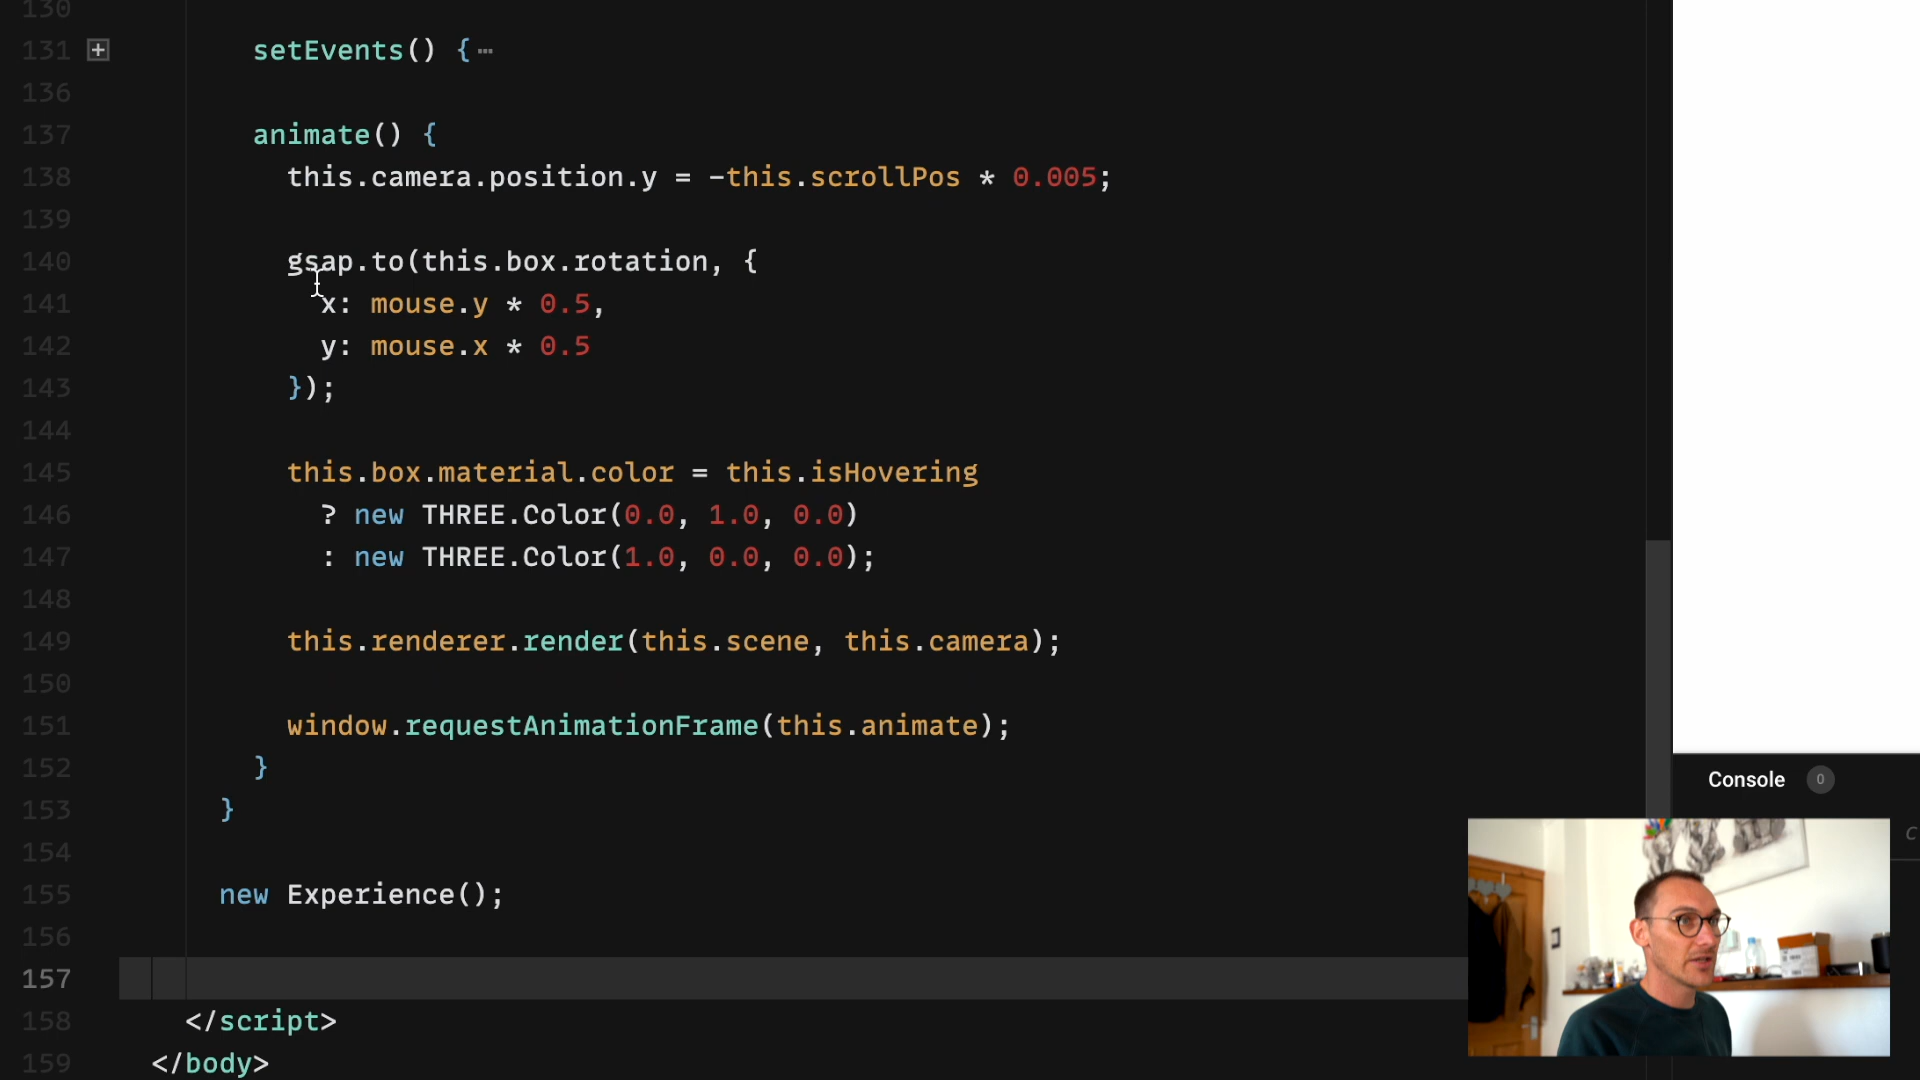 130
131 setEvents() {⋯
136
137 animate() {
138 this.camera.position.y = -this.scrollPos * 0.005;
139
140 gsap.to(this.box.rotation, {
141 x: mouse.y * 0.5,
142 y: mouse.x * 0.5
143 });
144
145 this.box.material.color = this.isHovering
146 ? new THREE.Color(0.0, 1.0, 0.0)
147 : new THREE.Color(1.0, 0.0, 0.0);
148
149 this.renderer.render(this.scene, this.camera);
150
151 window.requestAnimationFrame(this.animate);
152 }
153 }
154
155 new Experience();
156
157
158 </script>
159 </body>
Console 0